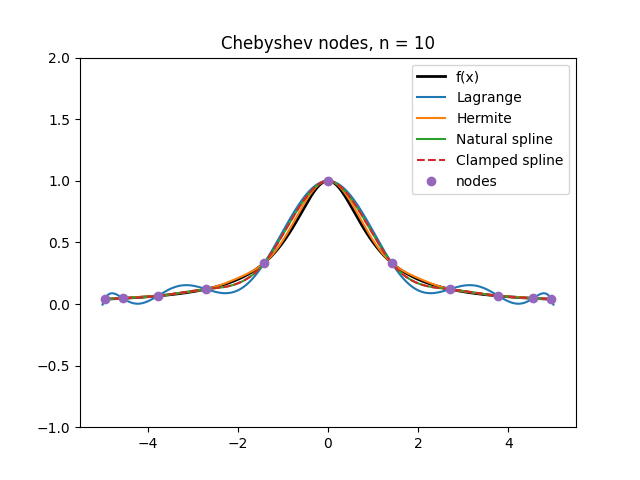 Chebyshev nodes, n = 10
2.0
1.5
1.0
0.5
0.0
−0.5
−1.0
−4
−2
0
2
4
f(x)
Lagrange
Hermite
Natural spline
Clamped spline
nodes